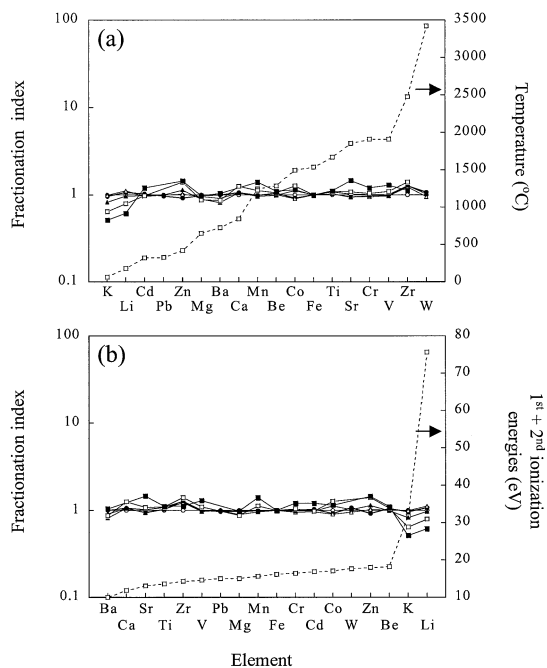 (a)
Fractionation index
100
10
1
0.1
3500
3000
2500
2000
1500
1000
500
0
Temperature (°C)
K Cd Zn Ba Mn Co Ti Cr Zr
Li Pb Mg Ca Be Fe Sr V W
(b)
Fractionation index
100
10
1
0.1
80
70
60
50
40
30
20
10
1st + 2nd ionization
energies (eV)
Ba Sr Zr Pb Mn Cr Co Zn K
Ca Ti V Mg Fe Cd W Be Li
Element